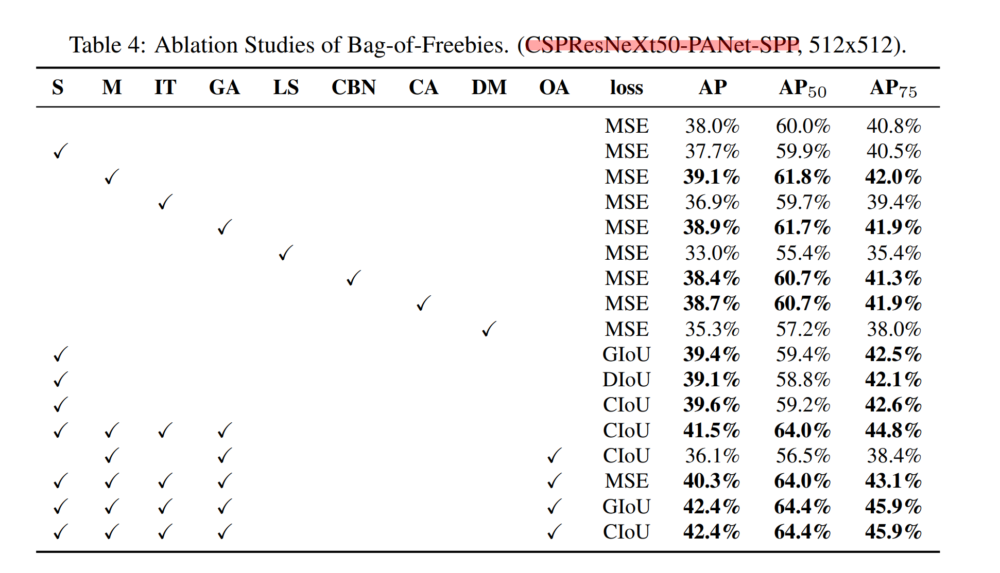 Table 4: Ablation Studies of Bag-of-Freebies. (CSPResNeXt50-PANet-SPP, 512x512).
S M IT GA LS CBN CA DM OA loss AP AP50 AP75
MSE 38.0% 60.0% 40.8%
✓ MSE 37.7% 59.9% 40.5%
✓ MSE 39.1% 61.8% 42.0%
✓ MSE 36.9% 59.7% 39.4%
✓ MSE 38.9% 61.7% 41.9%
✓ MSE 33.0% 55.4% 35.4%
✓ MSE 38.4% 60.7% 41.3%
✓ MSE 38.7% 60.7% 41.9%
✓ MSE 35.3% 57.2% 38.0%
✓ GIoU 39.4% 59.4% 42.5%
✓ DIoU 39.1% 58.8% 42.1%
✓ CIoU 39.6% 59.2% 42.6%
✓ ✓ ✓ ✓ CIoU 41.5% 64.0% 44.8%
✓ ✓ ✓ CIoU 36.1% 56.5% 38.4%
✓ ✓ ✓ ✓ ✓ MSE 40.3% 64.0% 43.1%
✓ ✓ ✓ ✓ ✓ GIoU 42.4% 64.4% 45.9%
✓ ✓ ✓ ✓ ✓ CIoU 42.4% 64.4% 45.9%